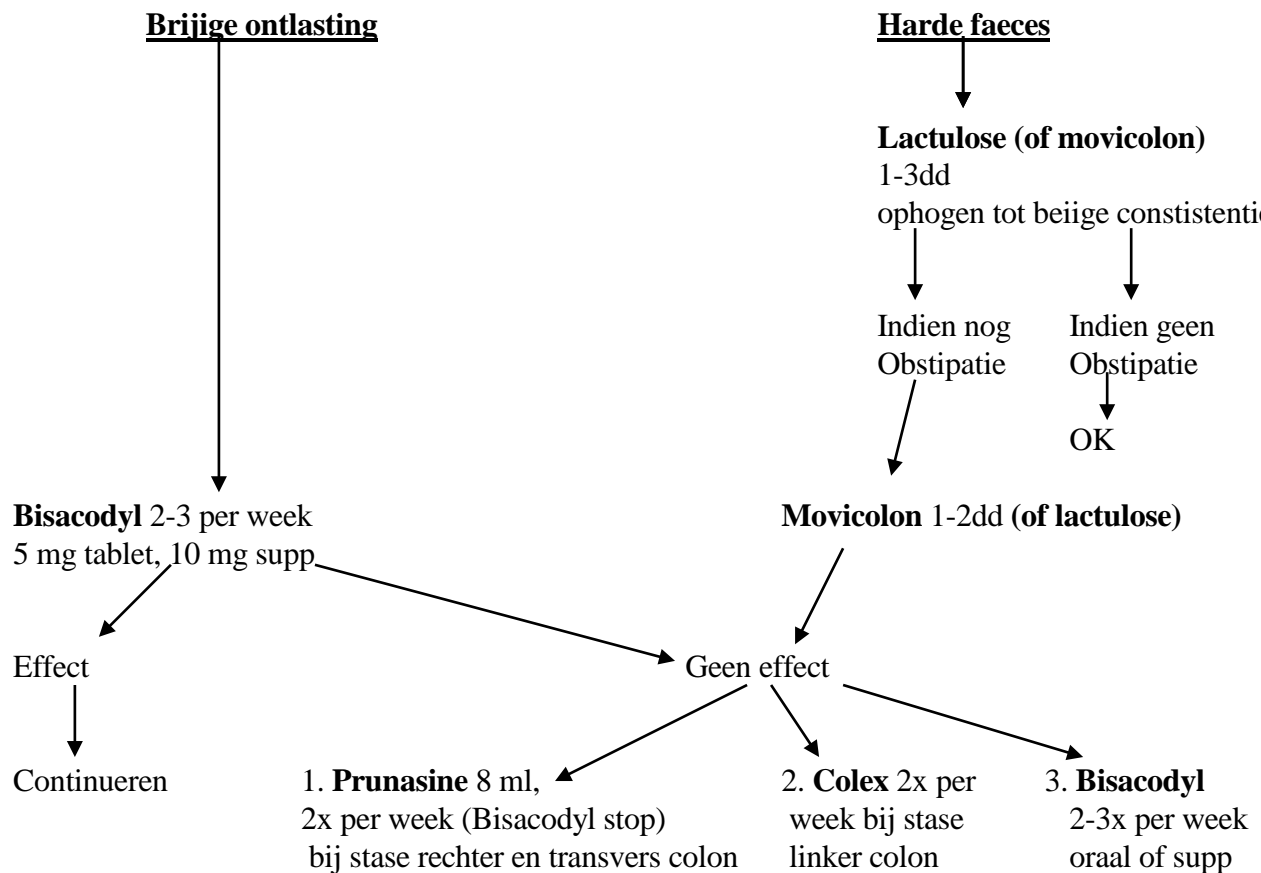 Brijige ontlasting
Harde faeces
Lactulose (of movicolon)
1-3dd
ophogen tot beiige constistentie
Indien nog
Obstipatie
Indien geen
Obstipatie
OK
Bisacodyl 2-3 per week
5 mg tablet, 10 mg supp
Movicolon 1-2dd (of lactulose)
Effect
Geen effect
Continueren
1. Prunasine 8 ml,
2x per week (Bisacodyl stop)
bij stase rechter en transvers colon
2. Colex 2x per
week bij stase
linker colon
3. Bisacodyl
2-3x per week
oraal of supp